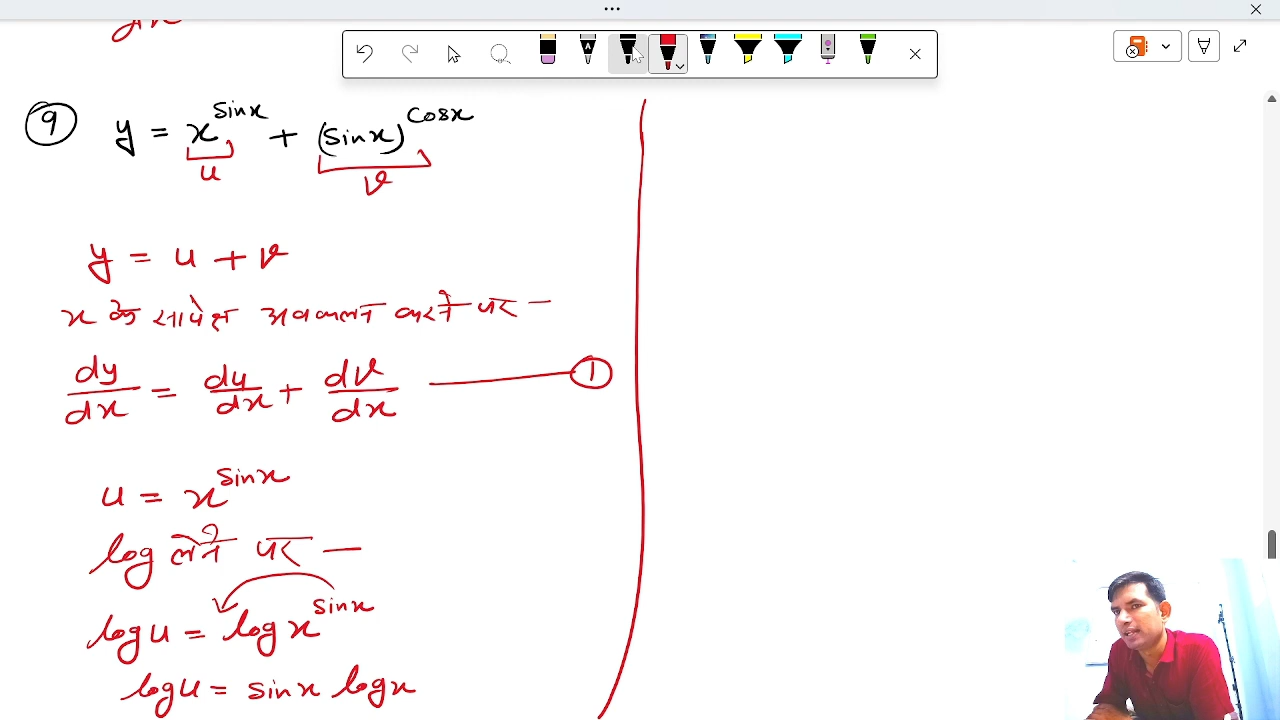 9 y = x^sinx + (sinx)^cosx
u v
y = u + v
x के सापेक्ष अवकलन करने पर –
dy/dx = du/dx + dv/dx ——— 1
u = x^sinx
log लेने पर –
log u = log x^sinx
log u = sinx log x